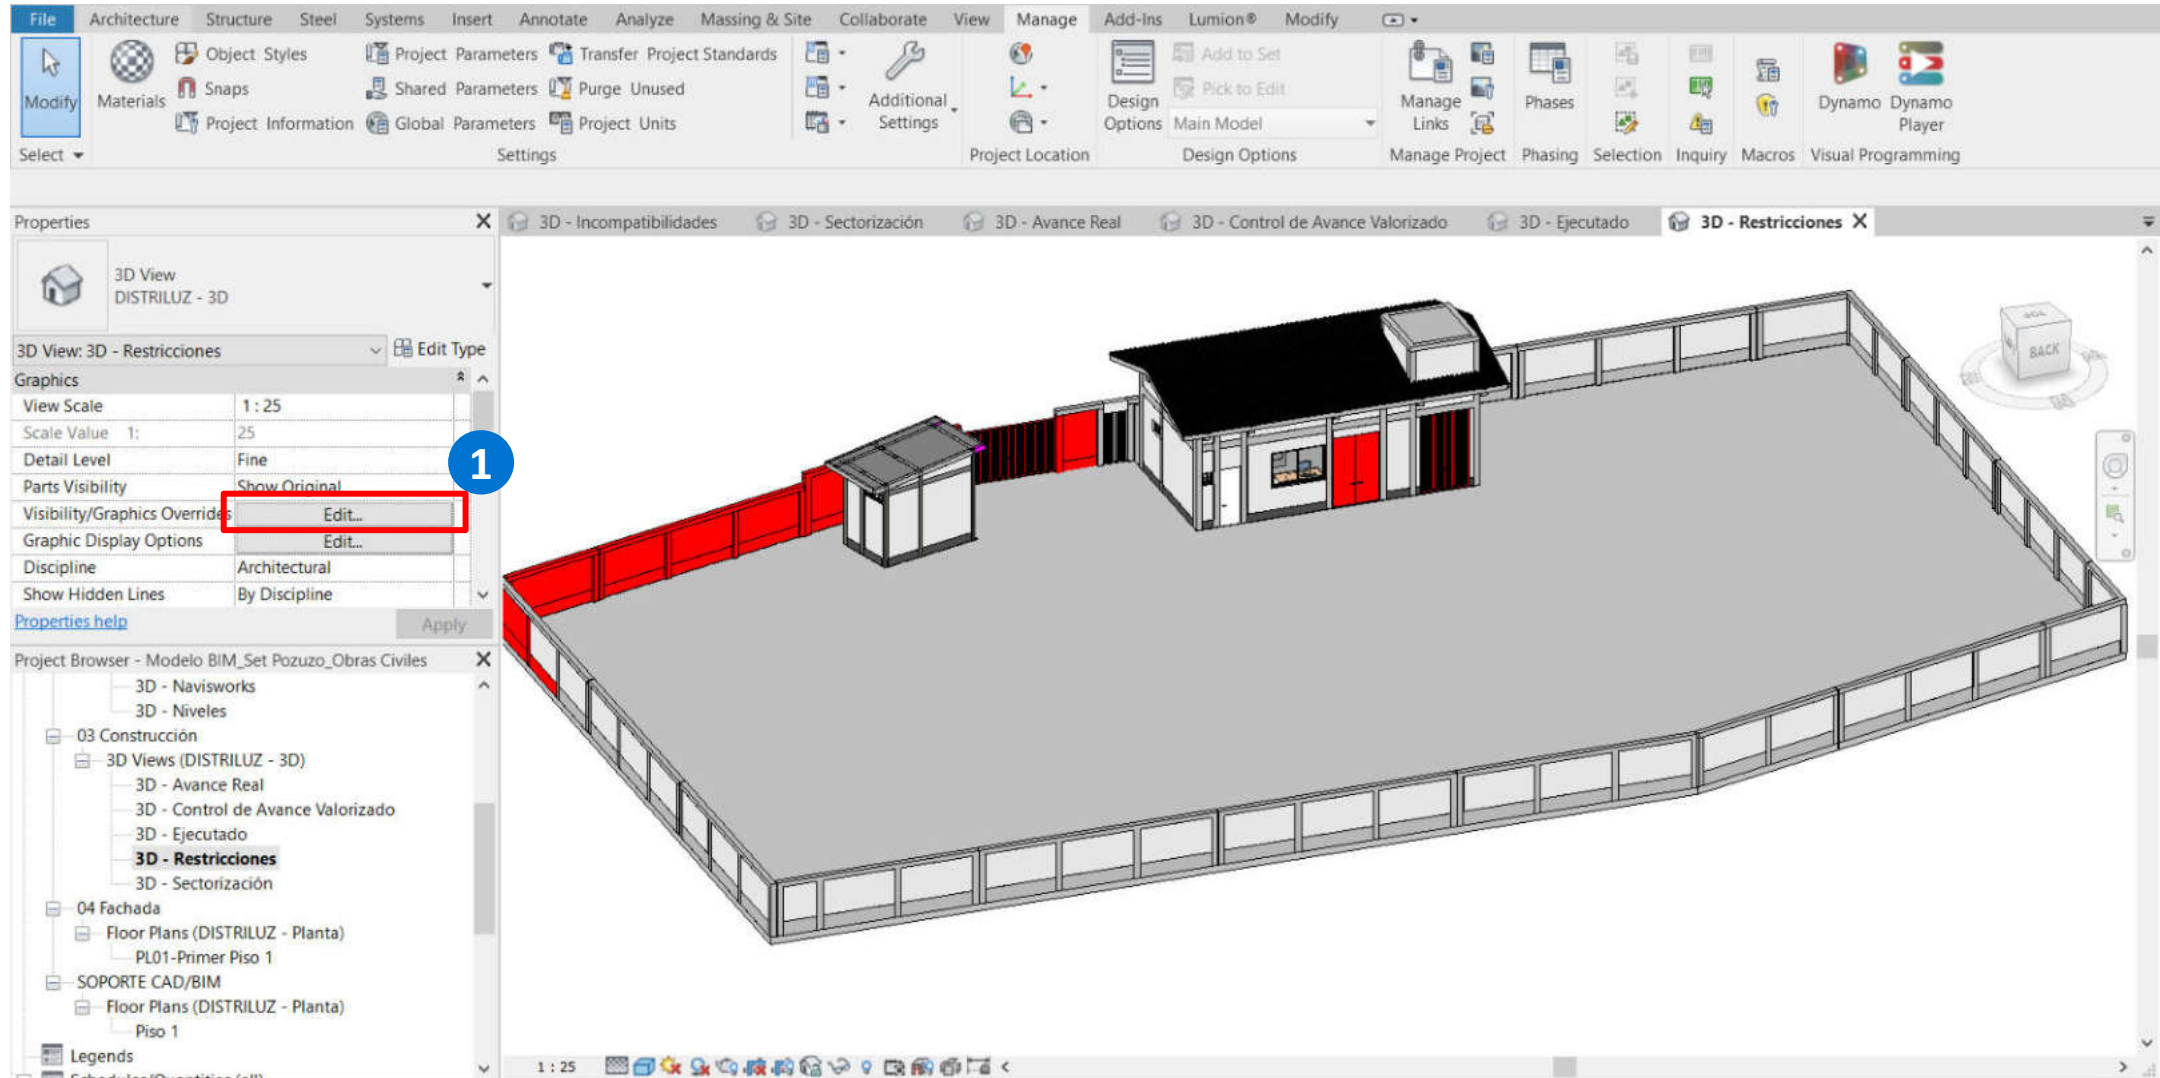 File Architecture Structure Steel Systems Insert Annotate Analyze Massing & Site Collaborate View Manage Add-Ins Lumion® Modify
Object Styles Project Parameters Transfer Project Standards Add to Set
Snaps Shared Parameters Purge Unused Pick to Edit
Modify Materials Additional Settings Design Options Manage Links Phases Dynamo Dynamo Player
Project Information Global Parameters Project Units Main Model
Select Settings Project Location Design Options Manage Project Phasing Selection Inquiry Macros Visual Programming
Properties
3D - Incompatibilidades 3D - Sectorización 3D - Avance Real 3D - Control de Avance Valorizado 3D - Ejecutado 3D - Restricciones
3D View
DISTRILUZ - 3D
3D View: 3D - Restricciones Edit Type
Graphics
View Scale 1 : 25
Scale Value 1: 25
Detail Level Fine
Parts Visibility Show Original
Visibility/Graphics Overrides Edit...
Graphic Display Options Edit...
Discipline Architectural
Show Hidden Lines By Discipline
Properties help Apply
1
TOP
BACK
Project Browser - Modelo BIM_Set Pozuzo_Obras Civiles
3D - Navisworks
3D - Niveles
03 Construcción
3D Views (DISTRILUZ - 3D)
3D - Avance Real
3D - Control de Avance Valorizado
3D - Ejecutado
3D - Restricciones
3D - Sectorización
04 Fachada
Floor Plans (DISTRILUZ - Planta)
PL01-Primer Piso 1
SOPORTE CAD/BIM
Floor Plans (DISTRILUZ - Planta)
Piso 1
Legends
1 : 25